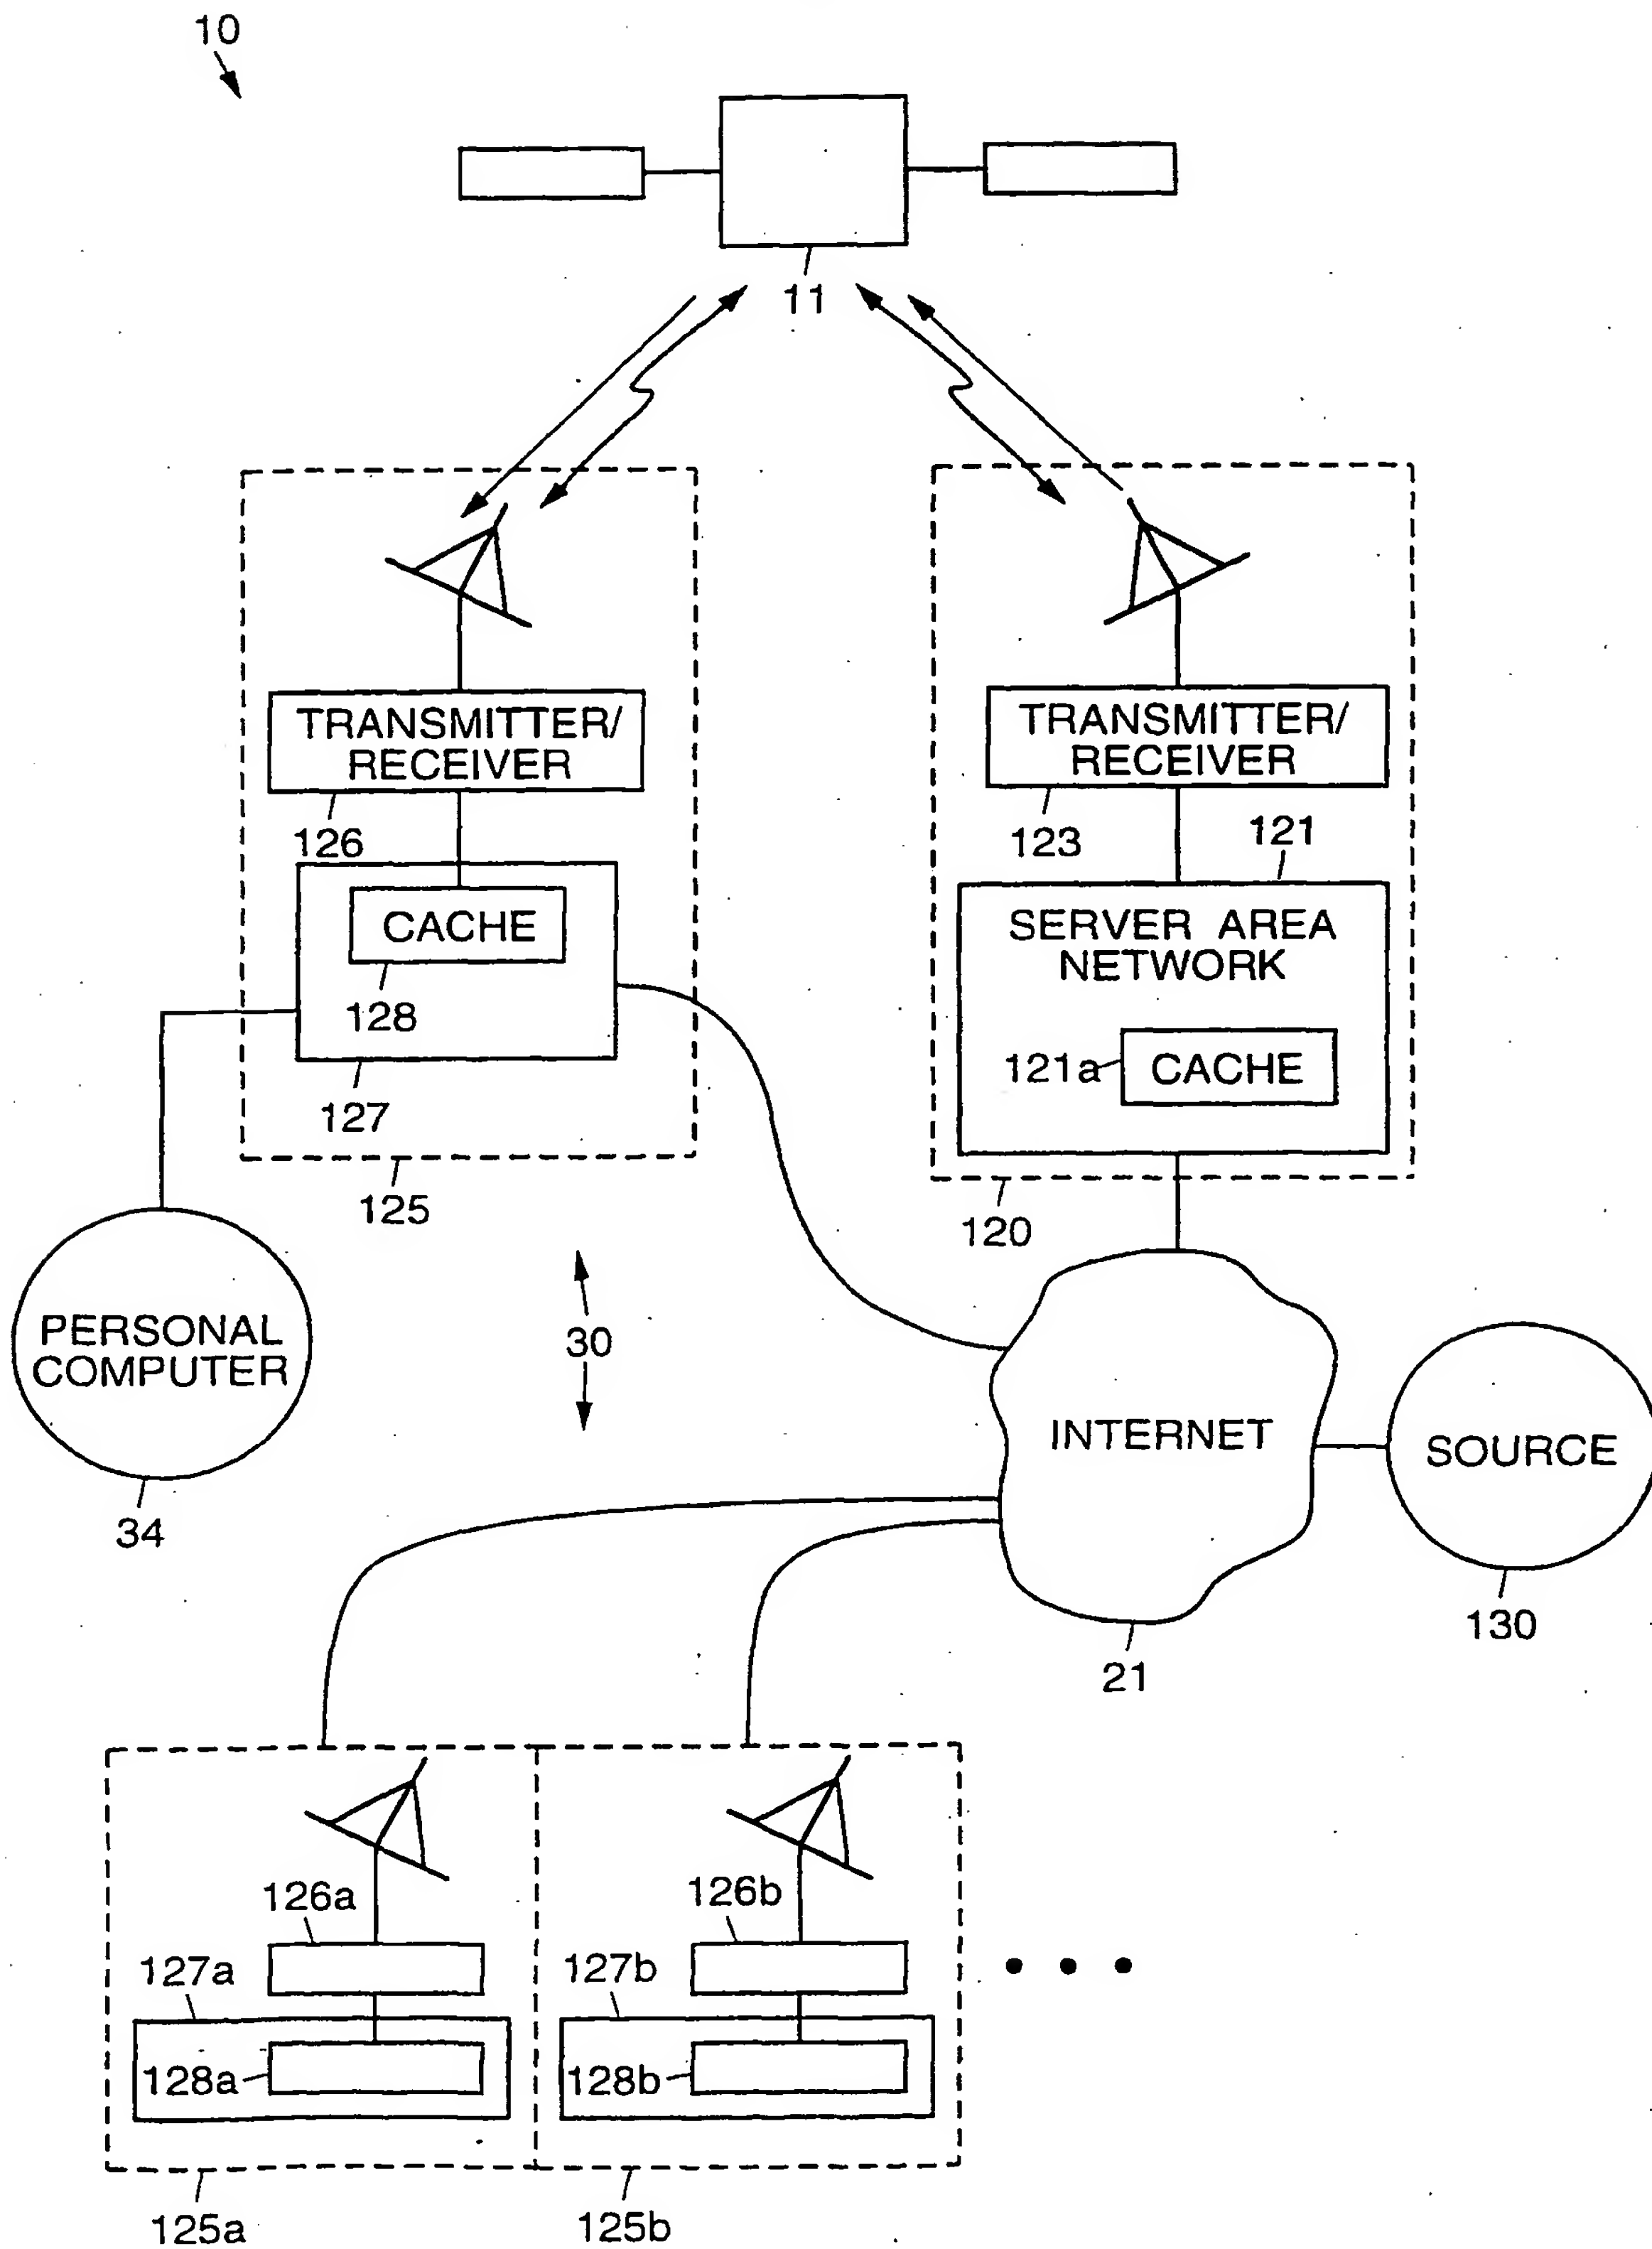 10
11
TRANSMITTER/
RECEIVER
126
CACHE
128
127
125
TRANSMITTER/
RECEIVER
123
121
SERVER AREA
NETWORK
121a
CACHE
120
PERSONAL
COMPUTER
34
30
INTERNET
21
SOURCE
130
126a
127a
128a
125a
126b
127b
128b
125b